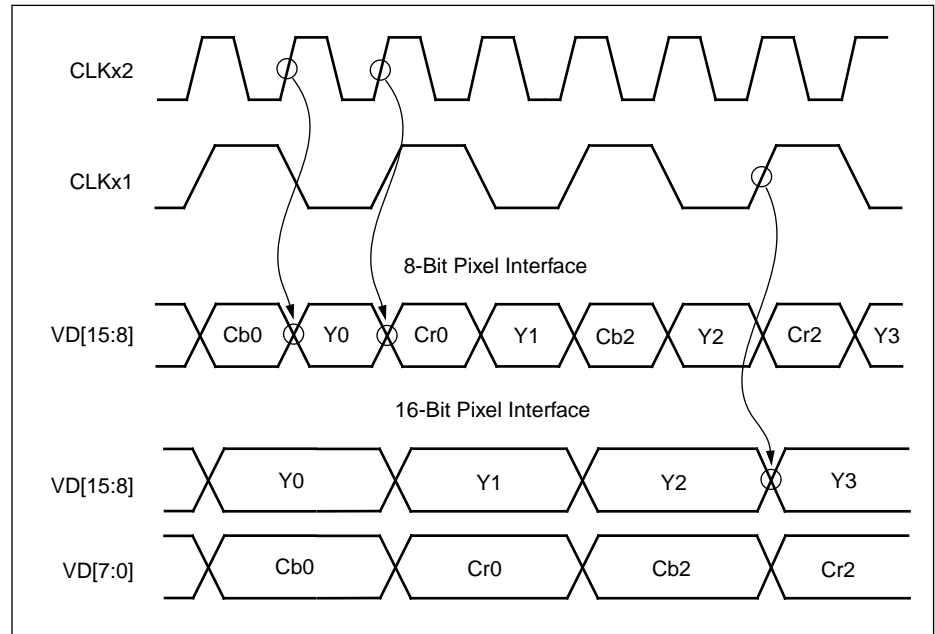 CLKx2
CLKx1
8-Bit Pixel Interface
VD[15:8] Cb0 Y0 Cr0 Y1 Cb2 Y2 Cr2 Y3
16-Bit Pixel Interface
VD[15:8] Y0 Y1 Y2 Y3
VD[7:0] Cb0 Cr0 Cb2 Cr2